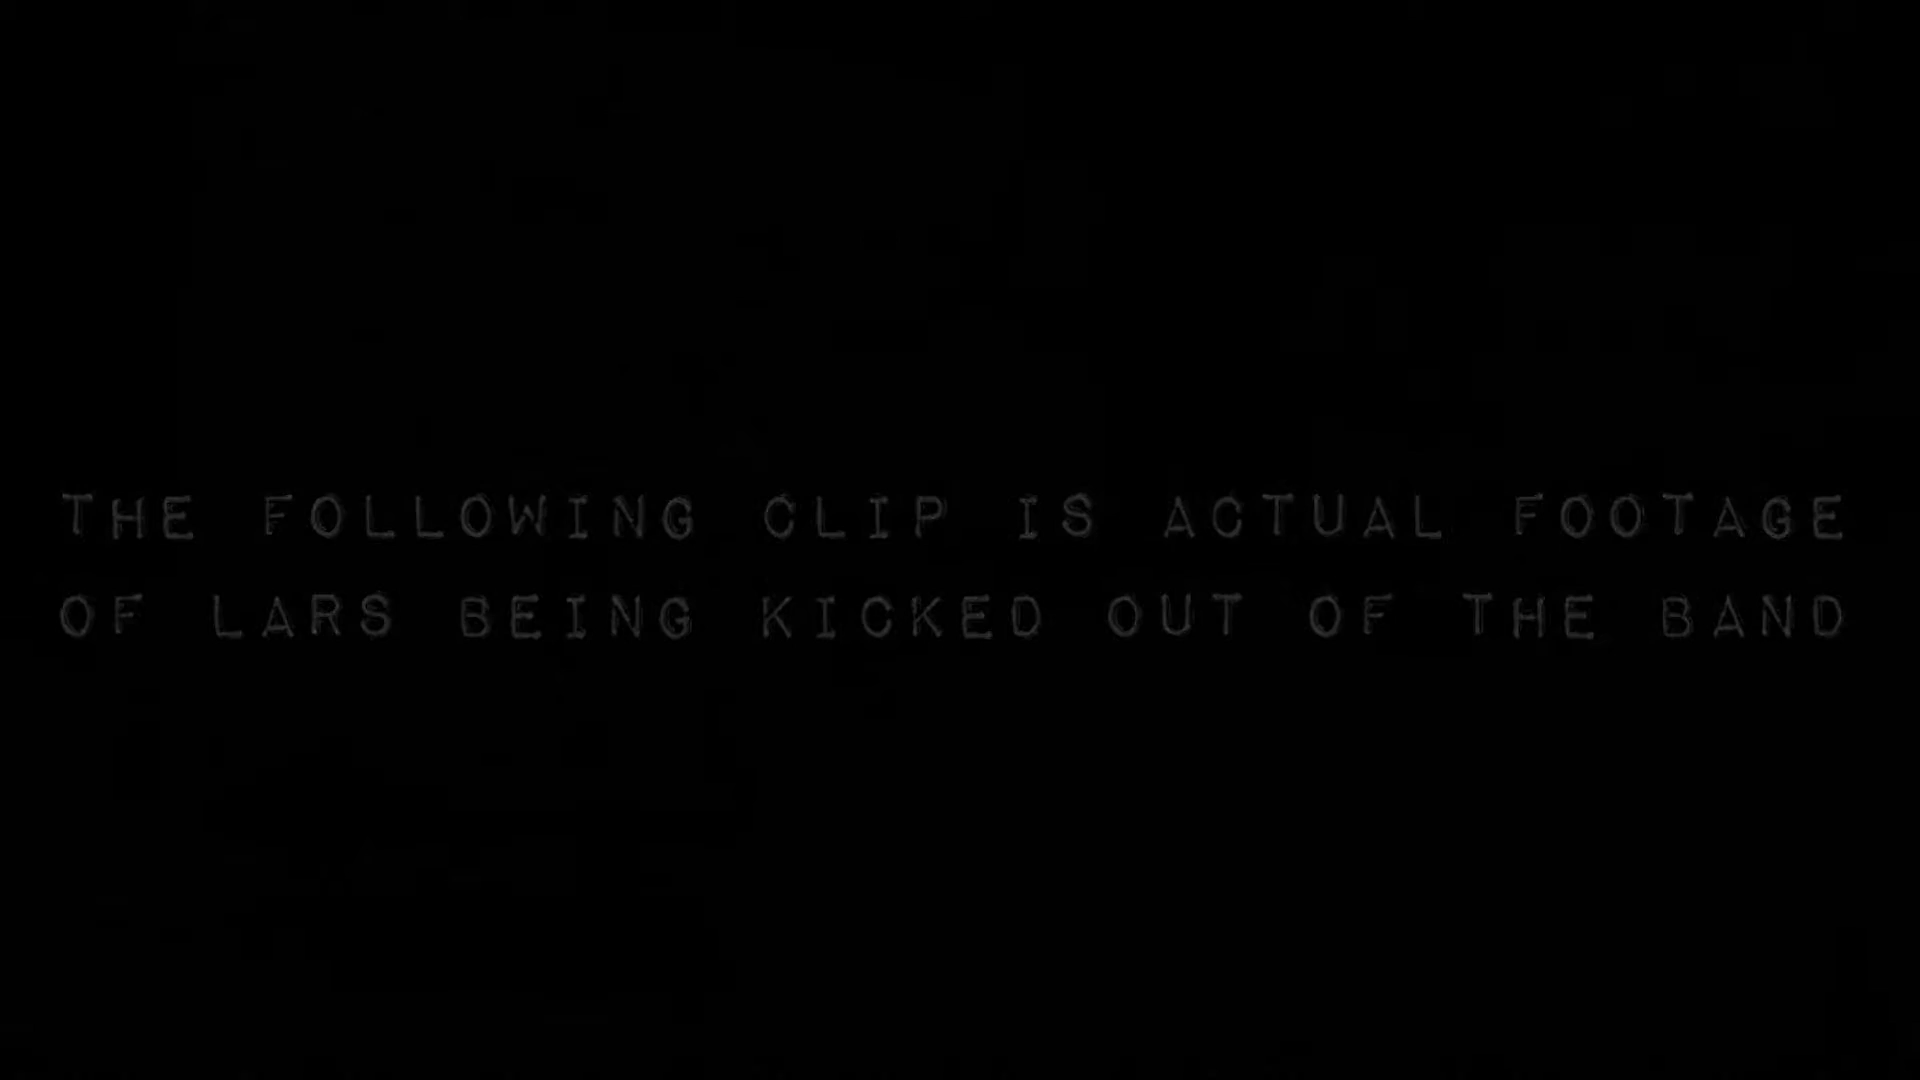 THE FOLLOWING CLIP IS ACTUAL FOOTAGE
OF LARS BEING KICKED OUT OF THE BAND